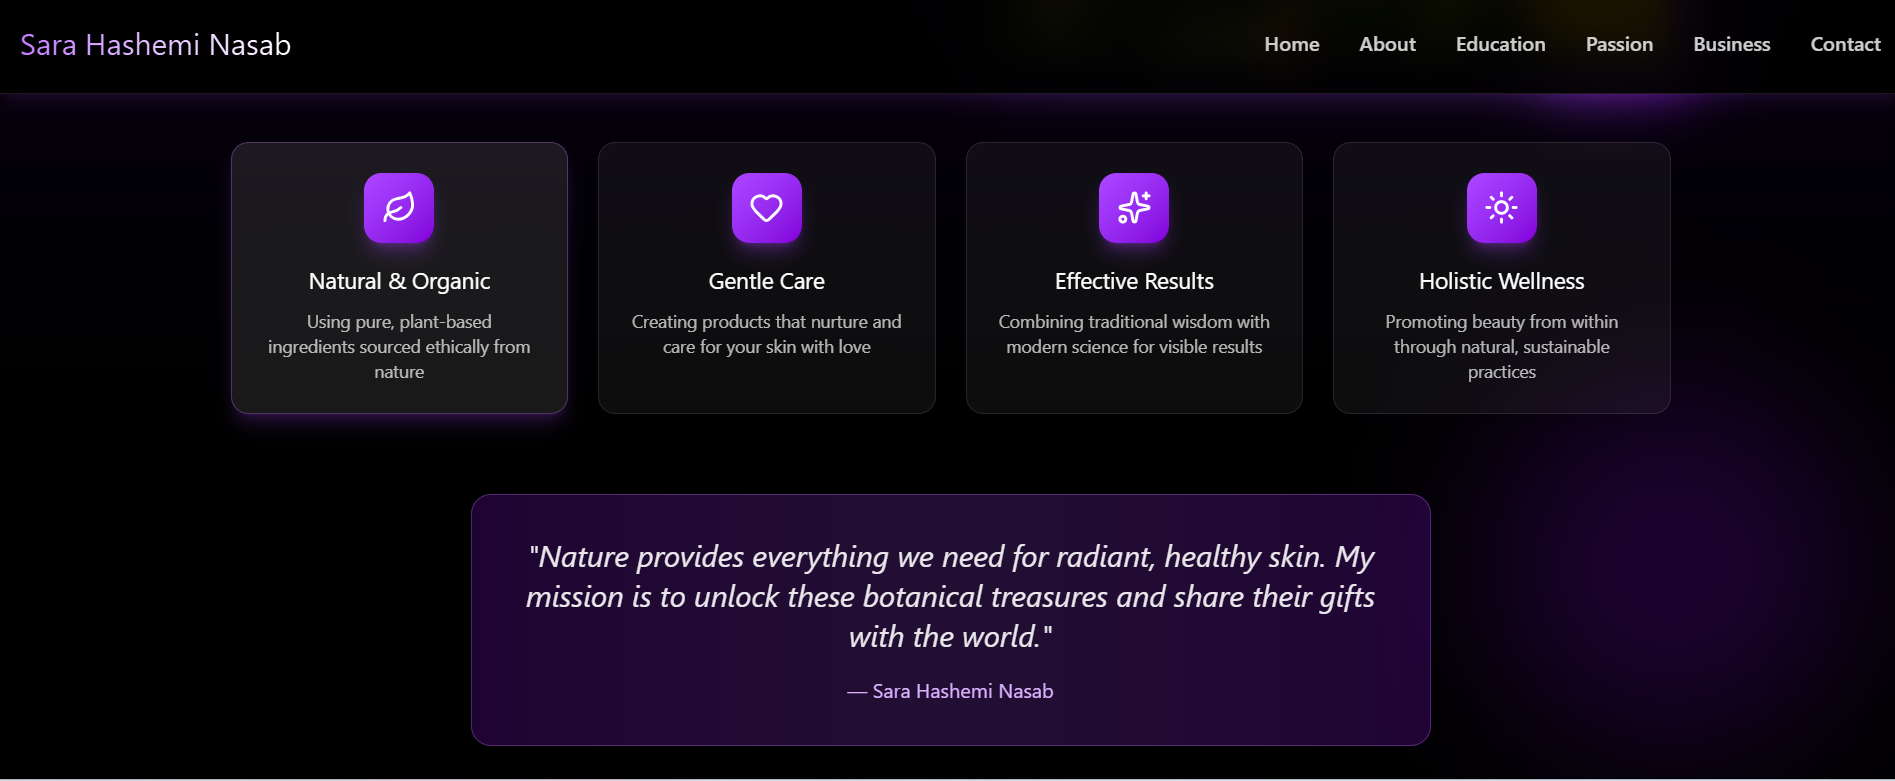 Sara Hashemi Nasab
Home About Education Passion Business Contact
Natural & Organic
Using pure, plant-based
ingredients sourced ethically from
nature
Gentle Care
Creating products that nurture and
care for your skin with love
Effective Results
Combining traditional wisdom with
modern science for visible results
Holistic Wellness
Promoting beauty from within
through natural, sustainable
practices
"Nature provides everything we need for radiant, healthy skin. My
mission is to unlock these botanical treasures and share their gifts
with the world."
— Sara Hashemi Nasab